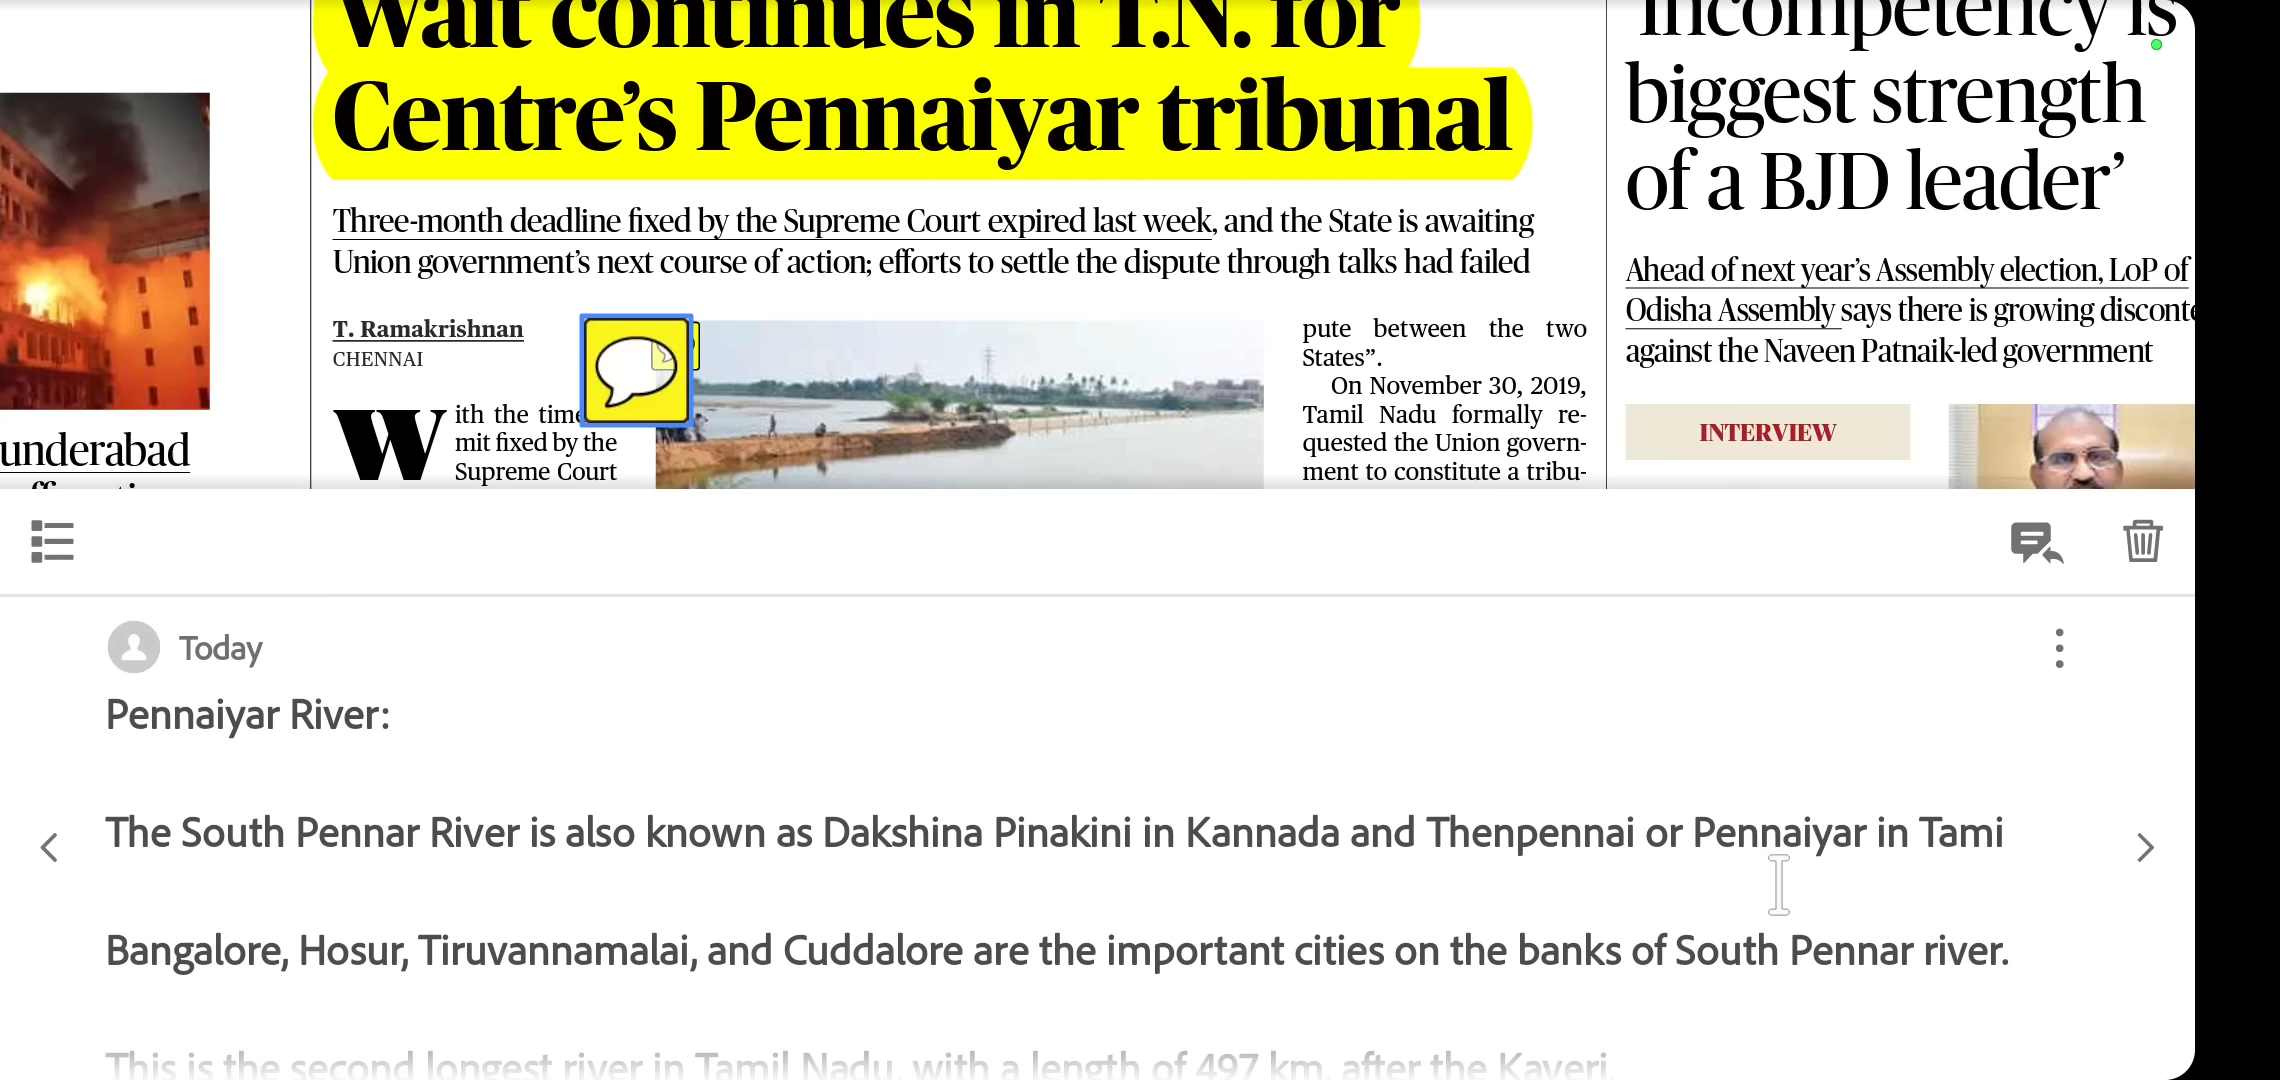 Wait continues in T.N. for
Centre’s Pennaiyar tribunal
Three-month deadline fixed by the Supreme Court expired last week, and the State is awaiting
Union government’s next course of action; efforts to settle the dispute through talks had failed
T. Ramakrishnan
CHENNAI
With the time
mit fixed by the
Supreme Court
pute between the two
States”.
On November 30, 2019,
Tamil Nadu formally re-
quested the Union govern-
ment to constitute a tribu-
‘Incompetency is
biggest strength
of a BJD leader’
Ahead of next year’s Assembly election, LoP of
Odisha Assembly says there is growing disconte
against the Naveen Patnaik-led government
INTERVIEW
underabad
Today
Pennaiyar River:
The South Pennar River is also known as Dakshina Pinakini in Kannada and Thenpennai or Pennaiyar in Tami
Bangalore, Hosur, Tiruvannamalai, and Cuddalore are the important cities on the banks of South Pennar river.
This is the second longest river in Tamil Nadu, with a length of 497 km, after the Kaveri.